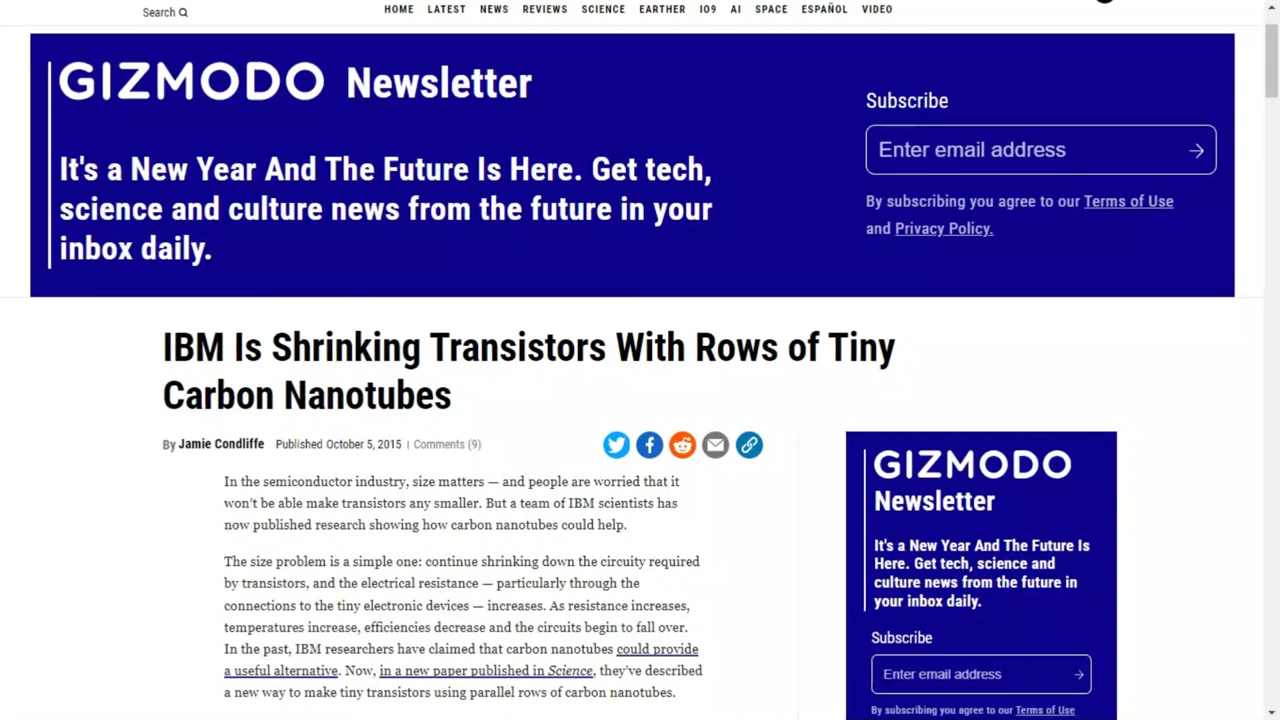 Search
HOME LATEST NEWS REVIEWS SCIENCE EARTHER IO9 AI SPACE ESPAÑOL VIDEO
GIZMODO Newsletter
It's a New Year And The Future Is Here. Get tech,
science and culture news from the future in your
inbox daily.
Subscribe
Enter email address
By subscribing you agree to our Terms of Use
and Privacy Policy.
IBM Is Shrinking Transistors With Rows of Tiny
Carbon Nanotubes
By Jamie Condliffe Published October 5, 2015 | Comments (9)
In the semiconductor industry, size matters — and people are worried that it
won't be able make transistors any smaller. But a team of IBM scientists has
now published research showing how carbon nanotubes could help.
The size problem is a simple one: continue shrinking down the circuity required
by transistors, and the electrical resistance — particularly through the
connections to the tiny electronic devices — increases. As resistance increases,
temperatures increase, efficiencies decrease and the circuits begin to fall over.
In the past, IBM researchers have claimed that carbon nanotubes could provide
a useful alternative. Now, in a new paper published in Science, they've described
a new way to make tiny transistors using parallel rows of carbon nanotubes.
GIZMODO
Newsletter
It's a New Year And The Future Is
Here. Get tech, science and
culture news from the future in
your inbox daily.
Subscribe
Enter email address
By subscribing you agree to our Terms of Use